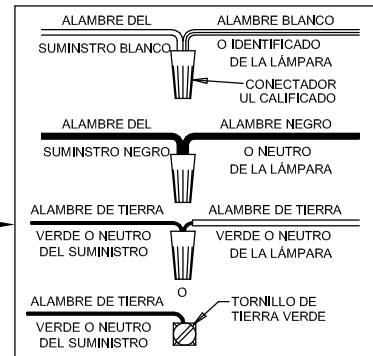 ALAMBRE DEL
SUMINSTRO BLANCO
ALAMBRE BLANCO
O IDENTIFICADO
DE LA LÁMPARA
CONECTADOR
UL CALIFICADO
ALAMBRE DEL
SUMINSTRO NEGRO
ALAMBRE NEGRO
O NEUTRO
DE LA LÁMPARA
ALAMBRE DE TIERRA
VERDE O NEUTRO
DEL SUMINISTRO
ALAMBRE DE TIERRA
VERDE O NEUTRO
DE LA LÁMPARA
O
ALAMBRE DE TIERRA
VERDE O NEUTRO
DEL SUMINISTRO
TORNILLO DE
TIERRA VERDE